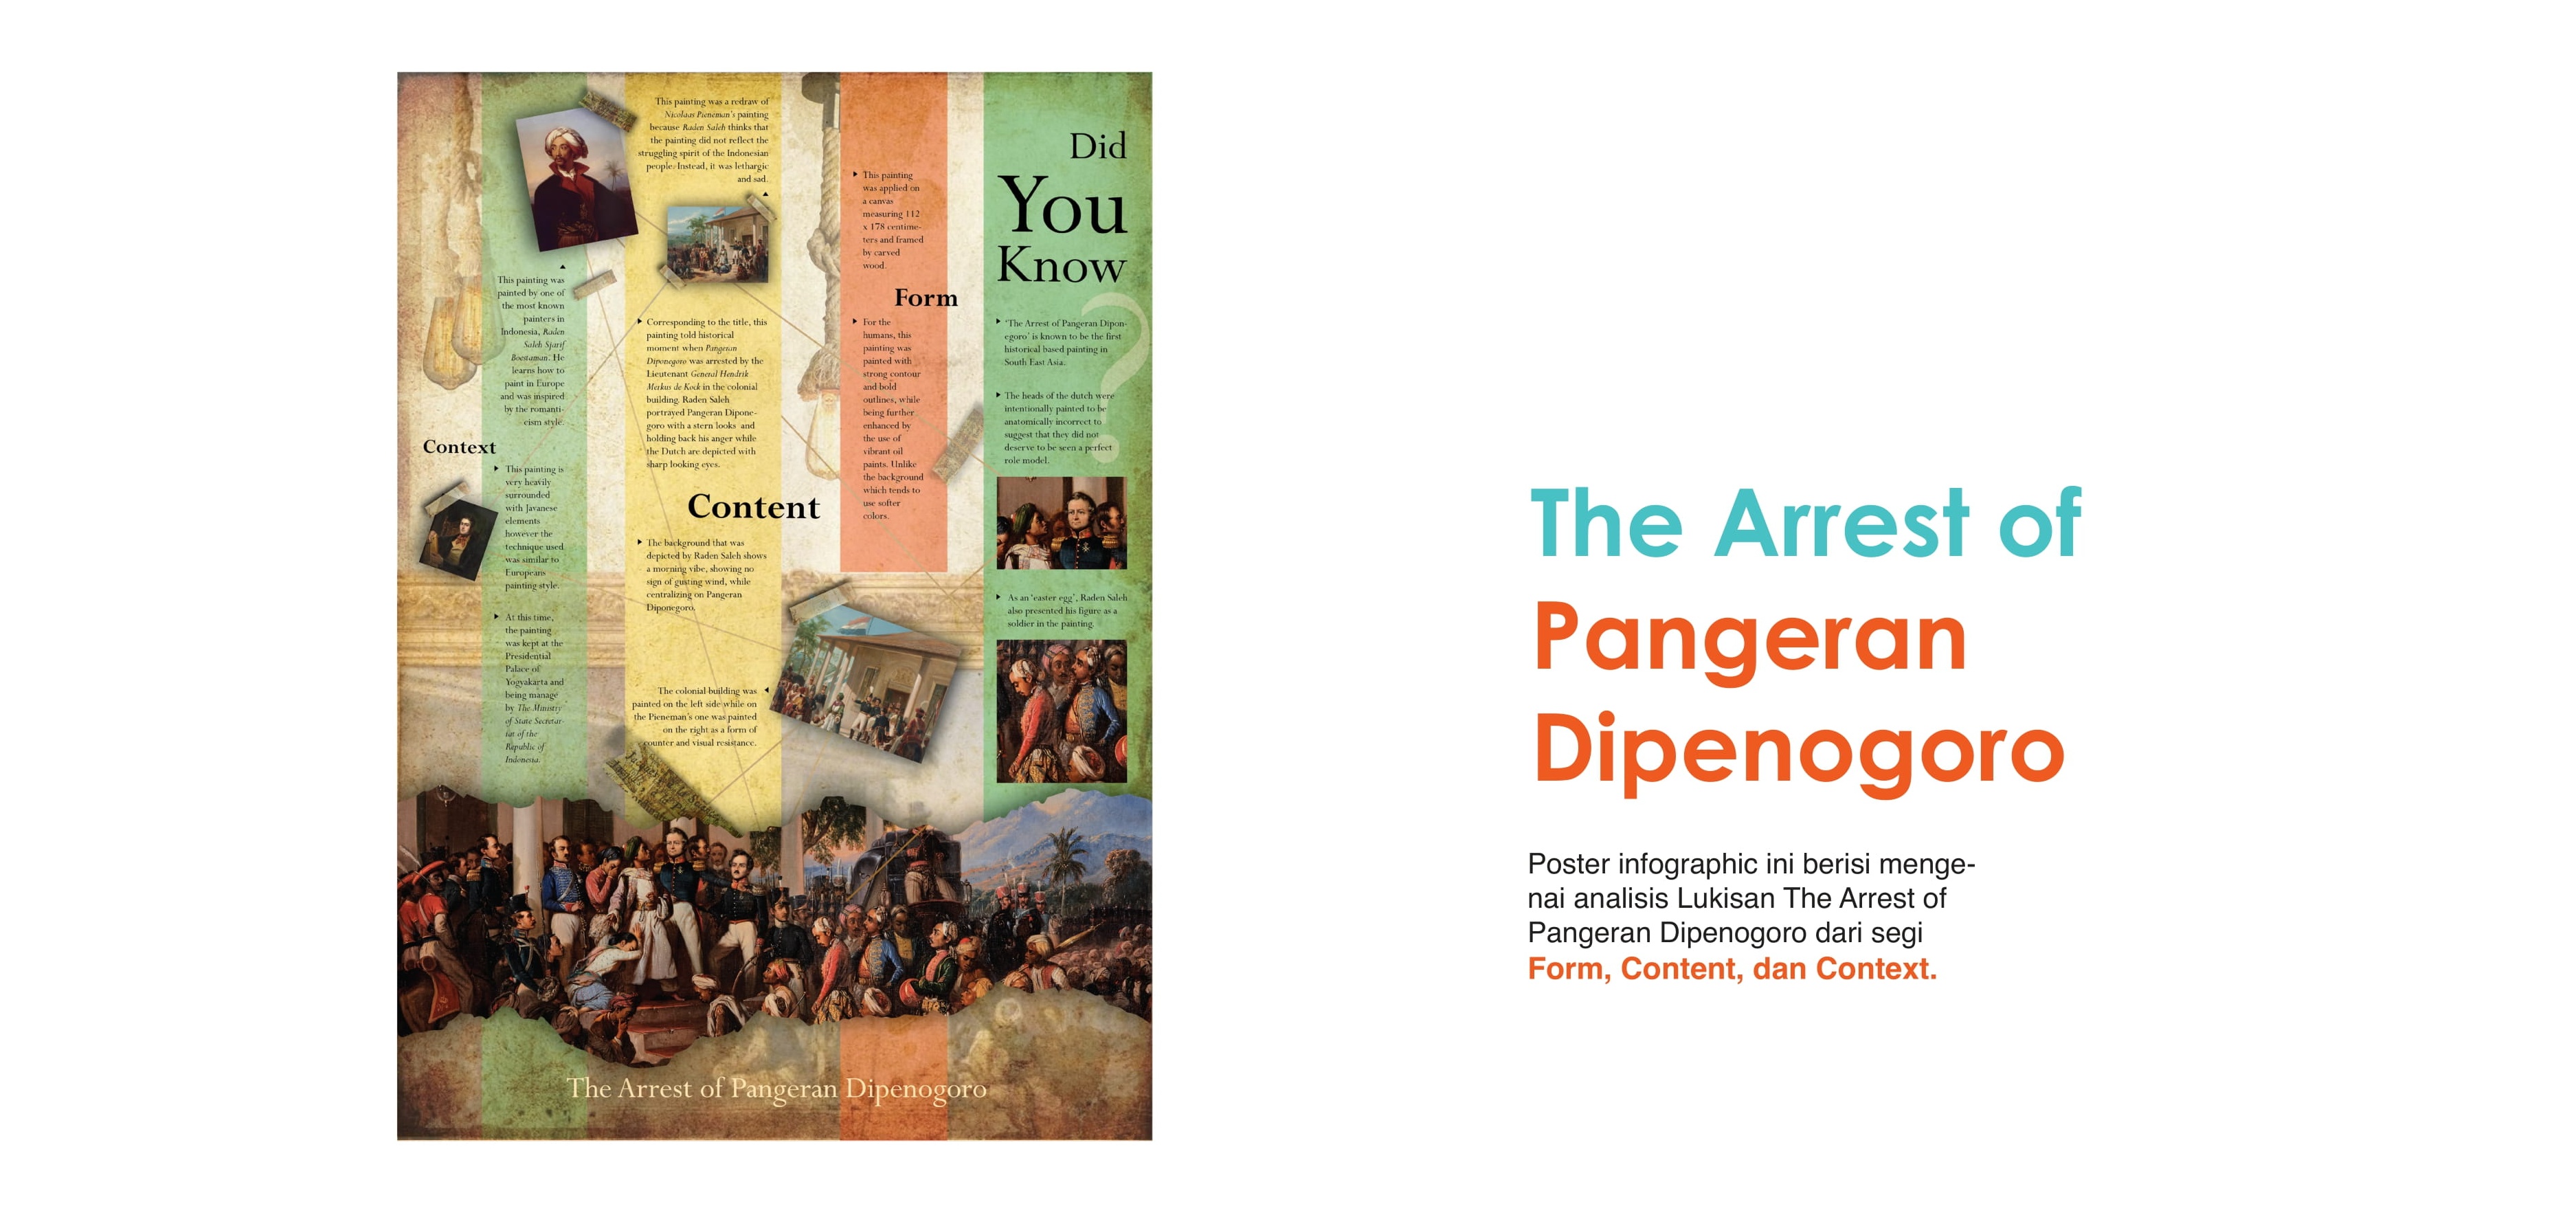 This painting was
painted by one of
the most known
painters in
Indonesia, Raden
Saleh Sjarif
Boestaman. He
learns how to
paint in Europe
and was inspired
by the romanti-
cism style.
Context
This painting is
very heavily
surrounded
with Javanese
elements
however the
technique used
was similar to
Europeans
painting style.
At this time,
the painting
was kept at the
Presidential
Palace of
Yogyakarta and
being manage
by The Ministry
of State Secretar-
iat of the
Republic of
Indonesia.
This painting was a redraw of
Nicolaas Pieneman's painting
because Raden Saleh thinks that
the painting did not reflect the
struggling spirit of the Indonesian
people. Instead, it was lethargic
and sad.
Corresponding to the title, this
painting told historical
moment when Pangeran
Diponegoro was arrested by the
Lieutenant General Hendrik
Merkus de Kock in the colonial
building. Raden Saleh
portrayed Pangeran Dipone-
goro with a stern looks and
holding back his anger while
the Dutch are depicted with
sharp looking eyes.
Content
The background that was
depicted by Raden Saleh shows
a morning vibe, showing no
sign of gusting wind, while
centralizing on Pangeran
Diponegoro.
The colonial building was
painted on the left side while on
the Pieneman's one was painted
on the right as a form of
counter and visual resistance.
This painting
was applied on
a canvas
measuring 112
x 178 centime-
ters and framed
by carved
wood.
Form
For the
humans, this
painting was
painted with
strong contour
and bold
outlines, while
being further
enhanced by
the use of
vibrant oil
paints. Unlike
the background
which tends to
use softer
colors.
Did
You
Know
?
'The Arrest of Pangeran Dipon-
egoro' is known to be the first
historical based painting in
South East Asia.
The heads of the dutch were
intentionally painted to be
anatomically incorrect to
suggest that they did not
deserve to be seen a perfect
role model.
As an 'easter egg', Raden Saleh
also presented his figure as a
soldier in the painting.
The Arrest of Pangeran Dipenogoro
The Arrest of
Pangeran
Dipenogoro
Poster infographic ini berisi menge-
nai analisis Lukisan The Arrest of
Pangeran Dipenogoro dari segi
Form, Content, dan Context.